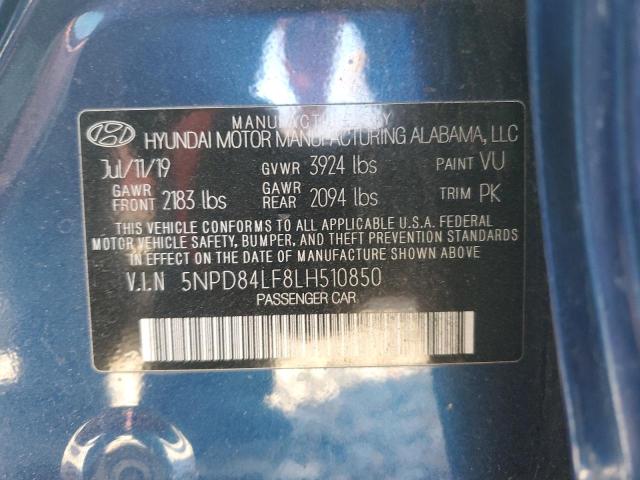 MANUFACTURED BY
HYUNDAI MOTOR MANUFACTURING ALABAMA, LLC
Jul/11/19 GVWR 3924 lbs PAINT VU
GAWR FRONT 2183 lbs GAWR REAR 2094 lbs TRIM PK
THIS VEHICLE CONFORMS TO ALL APPLICABLE U.S.A. FEDERAL
MOTOR VEHICLE SAFETY, BUMPER, AND THEFT PREVENTION STANDARDS
IN EFFECT ON THE DATE OF MANUFACTURE SHOWN ABOVE
V.I.N 5NPD84LF8LH510850
PASSENGER CAR